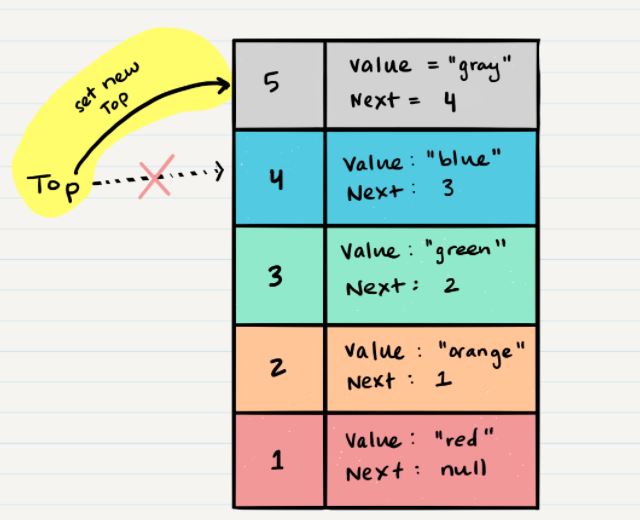 set new
Top
Top
5
Value = "gray"
Next = 4
4
Value : "blue"
Next : 3
3
Value : "green"
Next : 2
2
Value : "orange"
Next : 1
1
Value : "red"
Next : null